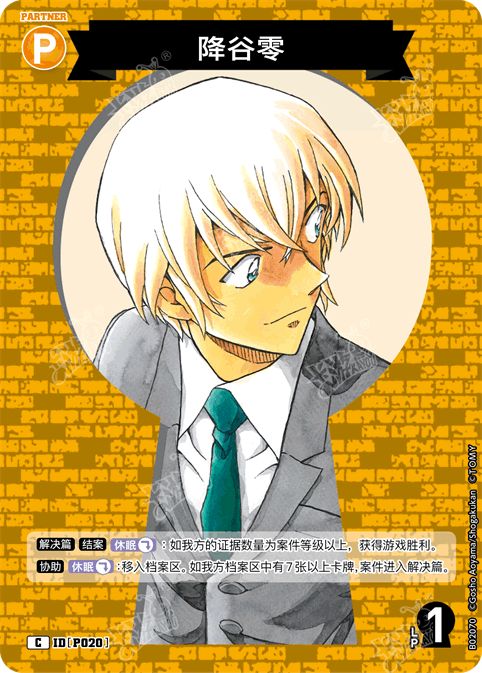 PARTNER
P
降谷零
解决篇 结案 休眠 ：如我方的证据数量为案件等级以上，获得游戏胜利。
协助 休眠 ：移入档案区。如我方档案区中有7张以上卡牌，案件进入解决篇。
C ID[P020]
LP 1
B02070 ©Gosho Aoyama/Shogakukan ©TOMY